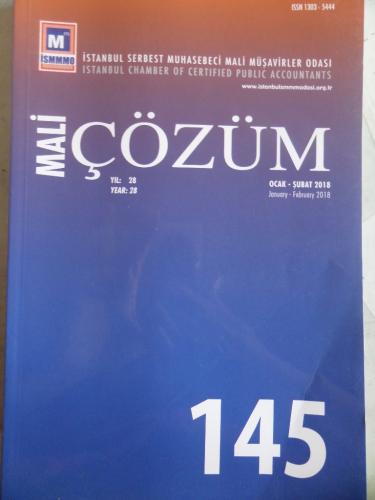 ISSN 1303 - 5444
M
İSMMMO
İSTANBUL SERBEST MUHASEBECİ MALİ MÜŞAVİRLER ODASI
ISTANBUL CHAMBER OF CERTIFIED PUBLIC ACCOUNTANTS
www.istanbulsmmmodasi.org.tr
MALİ
ÇÖZÜM
YIL: 28
YEAR: 28
OCAK - ŞUBAT 2018
January - February 2018
145